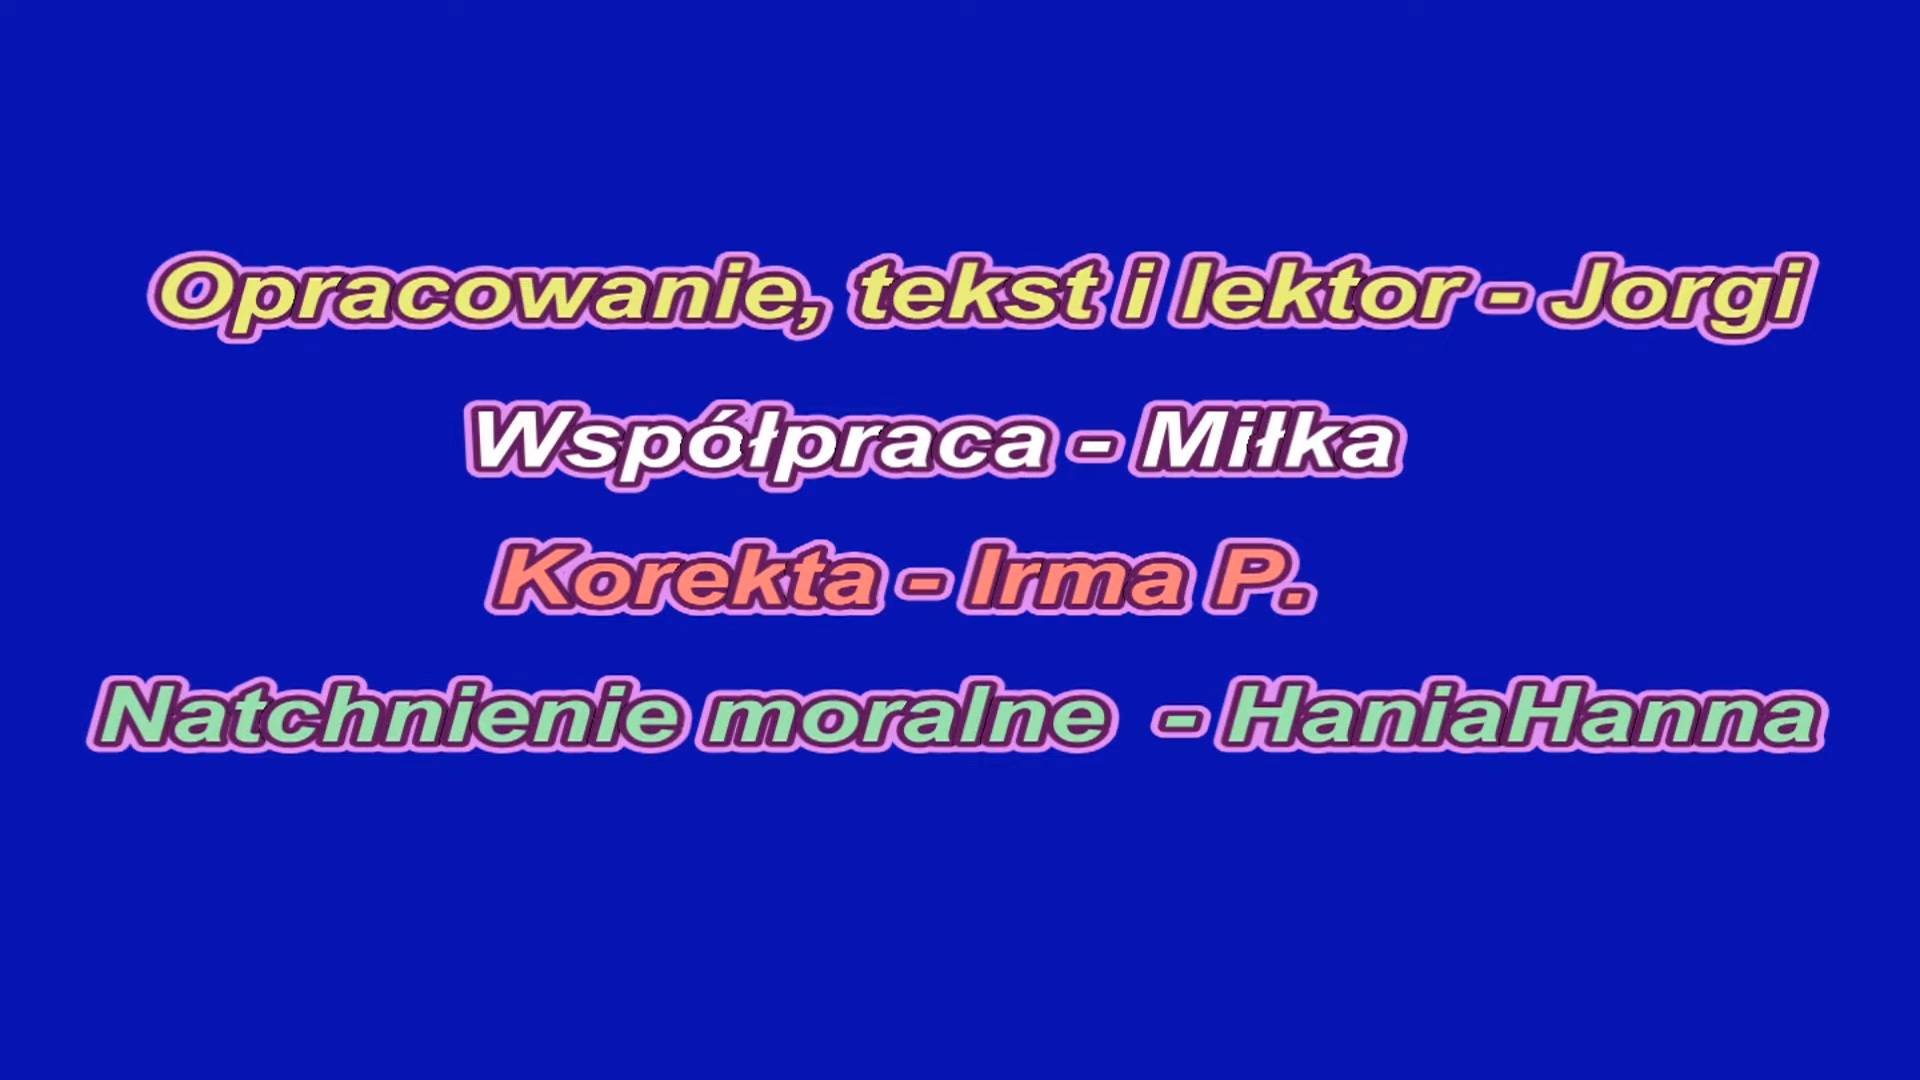 Opracowanie, tekst i lektor - Jorgi
Współpraca - Miłka
Korekta - Irma P.
Natchnienie moralne - HaniaHanna